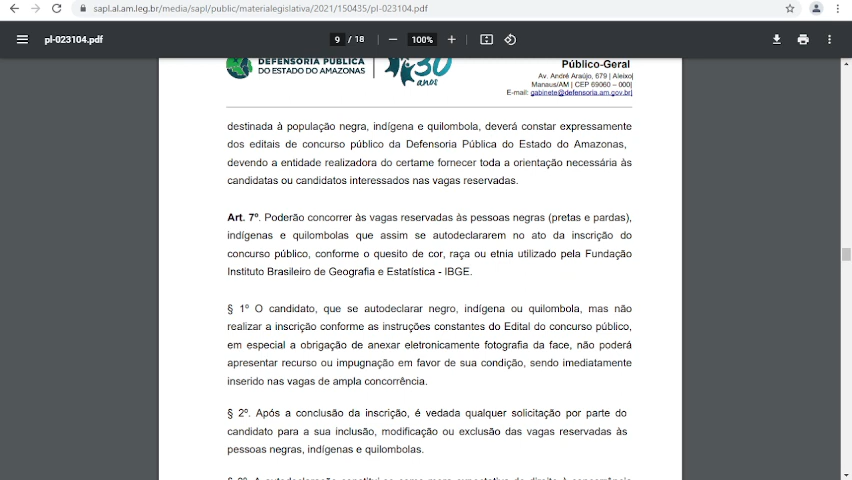 sapl.al.am.leg.br/media/sapl/public/materialegislativa/2021/150435/pl-023104.pdf
pl-023104.pdf
9 / 18
100%
DEFENSORIA PÚBLICA
DO ESTADO DO AMAZONAS
30
anos
Público-Geral
Av. André Araújo, 679 | Aleixo|
Manaus/AM | CEP 69060 – 000|
E-mail: gabinete@defensoria.am.gov.br|
destinada à população negra, indígena e quilombola, deverá constar expressamente
dos editais de concurso público da Defensoria Pública do Estado do Amazonas,
devendo a entidade realizadora do certame fornecer toda a orientação necessária às
candidatas ou candidatos interessados nas vagas reservadas.
Art. 7º. Poderão concorrer às vagas reservadas às pessoas negras (pretas e pardas),
indígenas e quilombolas que assim se autodeclararem no ato da inscrição do
concurso público, conforme o quesito de cor, raça ou etnia utilizado pela Fundação
Instituto Brasileiro de Geografia e Estatística - IBGE.
§ 1º O candidato, que se autodeclarar negro, indígena ou quilombola, mas não
realizar a inscrição conforme as instruções constantes do Edital do concurso público,
em especial a obrigação de anexar eletronicamente fotografia da face, não poderá
apresentar recurso ou impugnação em favor de sua condição, sendo imediatamente
inserido nas vagas de ampla concorrência.
§ 2º. Após a conclusão da inscrição, é vedada qualquer solicitação por parte do
candidato para a sua inclusão, modificação ou exclusão das vagas reservadas às
pessoas negras, indígenas e quilombolas.